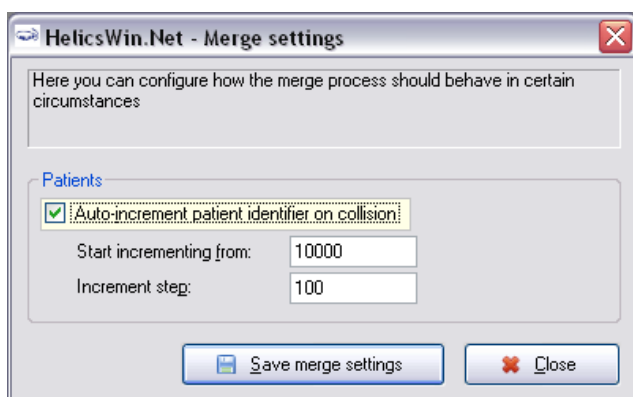 HelicsWin.Net - Merge settings
Here you can configure how the merge process should behave in certain
circumstances
Patients
Auto-increment patient identifier on collision
Start incrementing from: 10000
Increment step: 100
Save merge settings Close